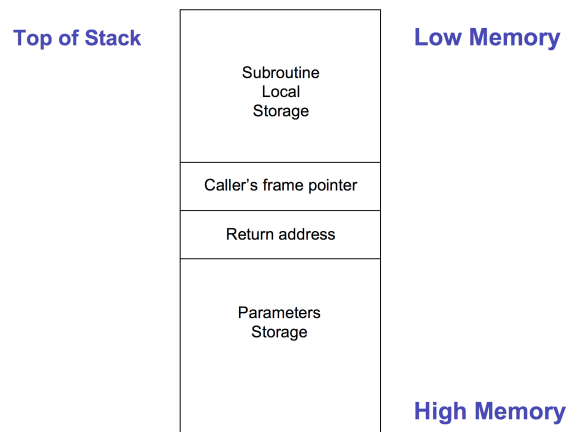 Top of Stack
Low Memory
Subroutine
Local
Storage
Caller's frame pointer
Return address
Parameters
Storage
High Memory